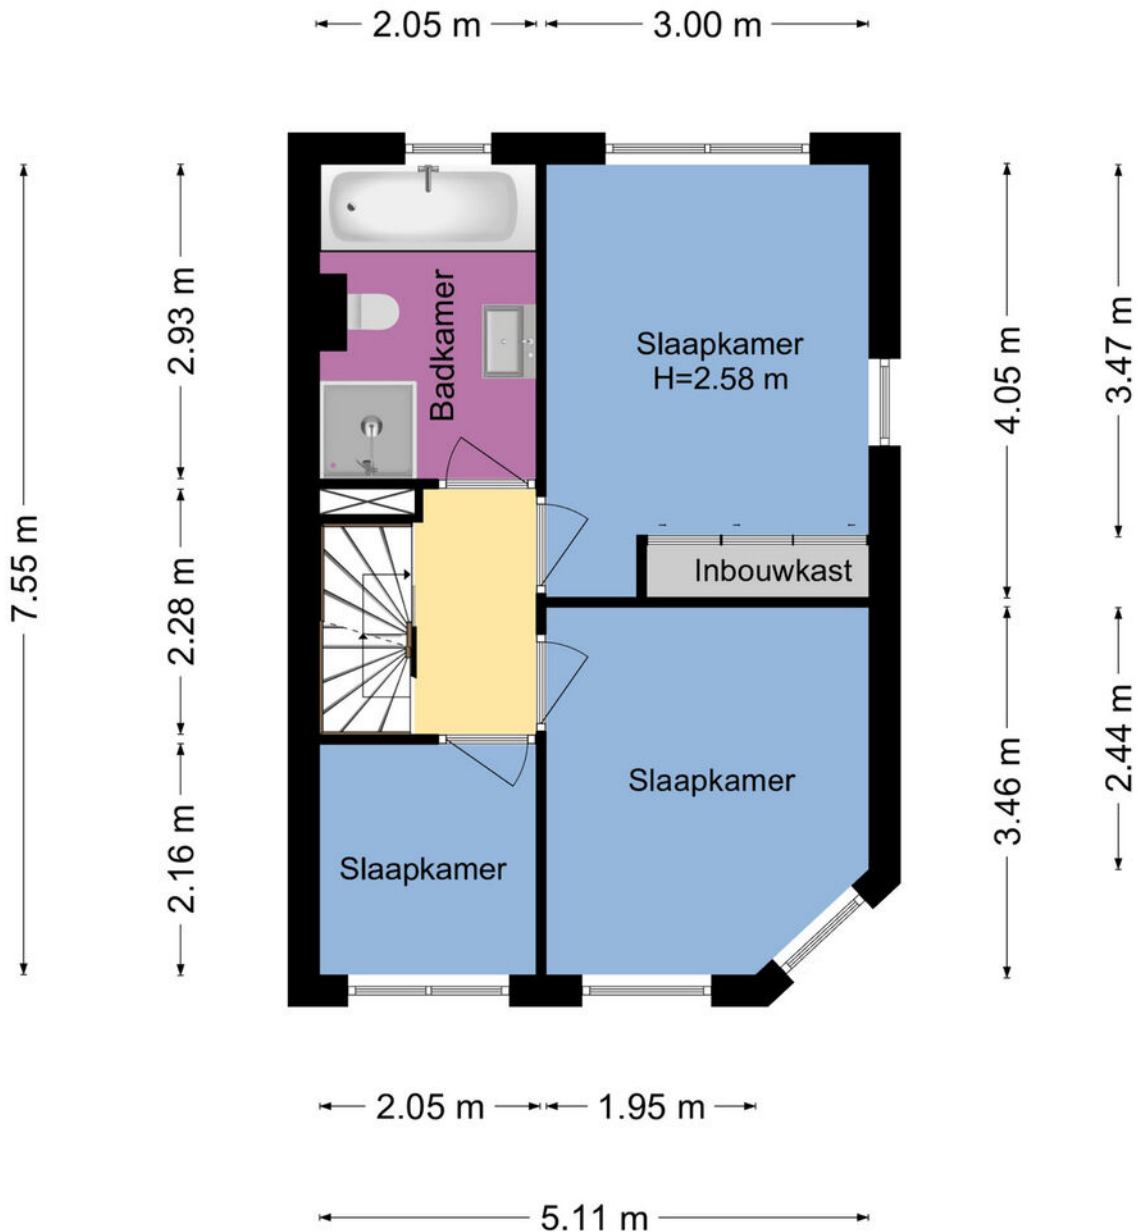 2.05 m
3.00 m
2.93 m
Badkamer
Slaapkamer
H=2.58 m
4.05 m
3.47 m
7.55 m
2.28 m
Inbouwkast
2.16 m
Slaapkamer
Slaapkamer
3.46 m
2.44 m
2.05 m
1.95 m
5.11 m